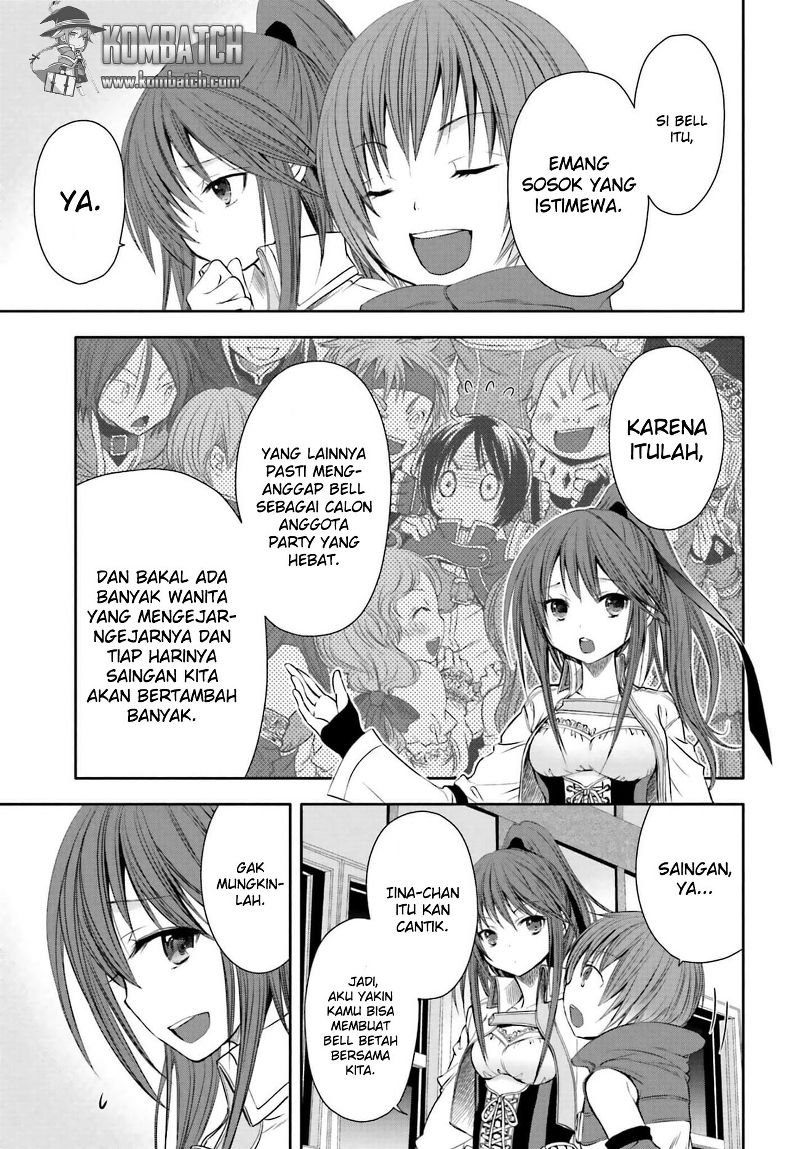 KOMBATCH
www.kombatch.com
SI BELL
ITU,
EMANG
SOSOK YANG
ISTIMEWA.
YA.
KARENA
ITULAH,
YANG LAINNYA
PASTI MENG-
ANGGAP BELL
SEBAGAI CALON
ANGGOTA
PARTY YANG
HEBAT.
DAN BAKAL ADA
BANYAK WANITA
YANG MENGEJAR-
NGEJARNYA DAN
TIAP HARINYA
SAINGAN KITA
AKAN BERTAMBAH
BANYAK.
SAINGAN,
YA...
IINA-CHAN
ITU KAN
CANTIK.
JADI,
AKU YAKIN
KAMU BISA
MEMBUAT
BELL BETAH
BERSAMA
KITA.
GAK
MUNGKIN-
LAH.